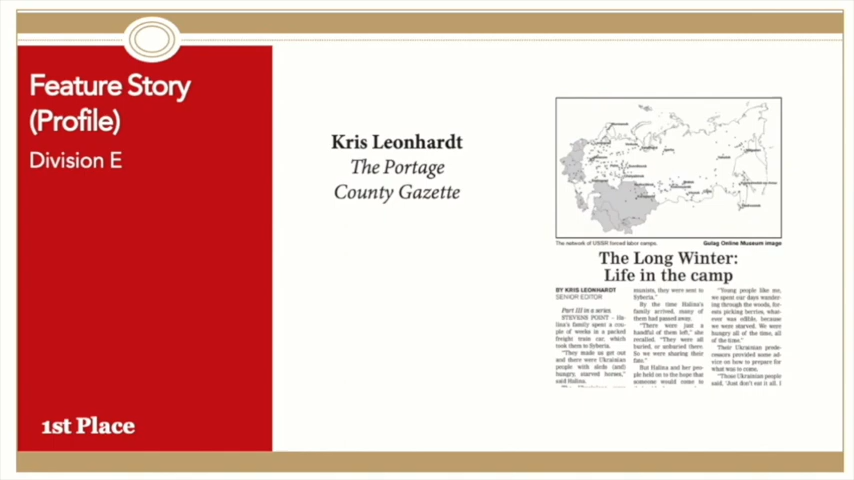 Feature Story
(Profile)
Division E
1st Place
Kris Leonhardt
The Portage
County Gazette
The network of USSR forced labor camps.
Gulag Online Museum image
The Long Winter:
Life in the camp
BY KRIS LEONHARDT
SENIOR EDITOR
Part III in a series.
STEVENS POINT – Ha-
lina's family spent a cou-
ple of weeks in a packed
freight train car, which
took them to Syberia.
"They made us get out
and there were Ukrainian
people with sleds (and)
hungry, starved horses,"
said Halina.
munists, they were sent to
Syberia."
By the time Halina's
family arrived, many of
them had passed away.
"There were just a
handful of them left," she
recalled. "They were all
buried, or unburied there.
So we were sharing their
fate."
But Halina and her peo-
ple held on to the hope that
someone would come to
"Young people like me,
we spent our days wander-
ing through the woods, for-
ests picking berries, what-
ever was edible, because
we were starved. We were
hungry all of the time, all
of the time."
Their Ukrainian prede-
cessors provided some ad-
vice on how to prepare for
what was to come.
"Those Ukrainian people
said, 'Just don't eat it all. I